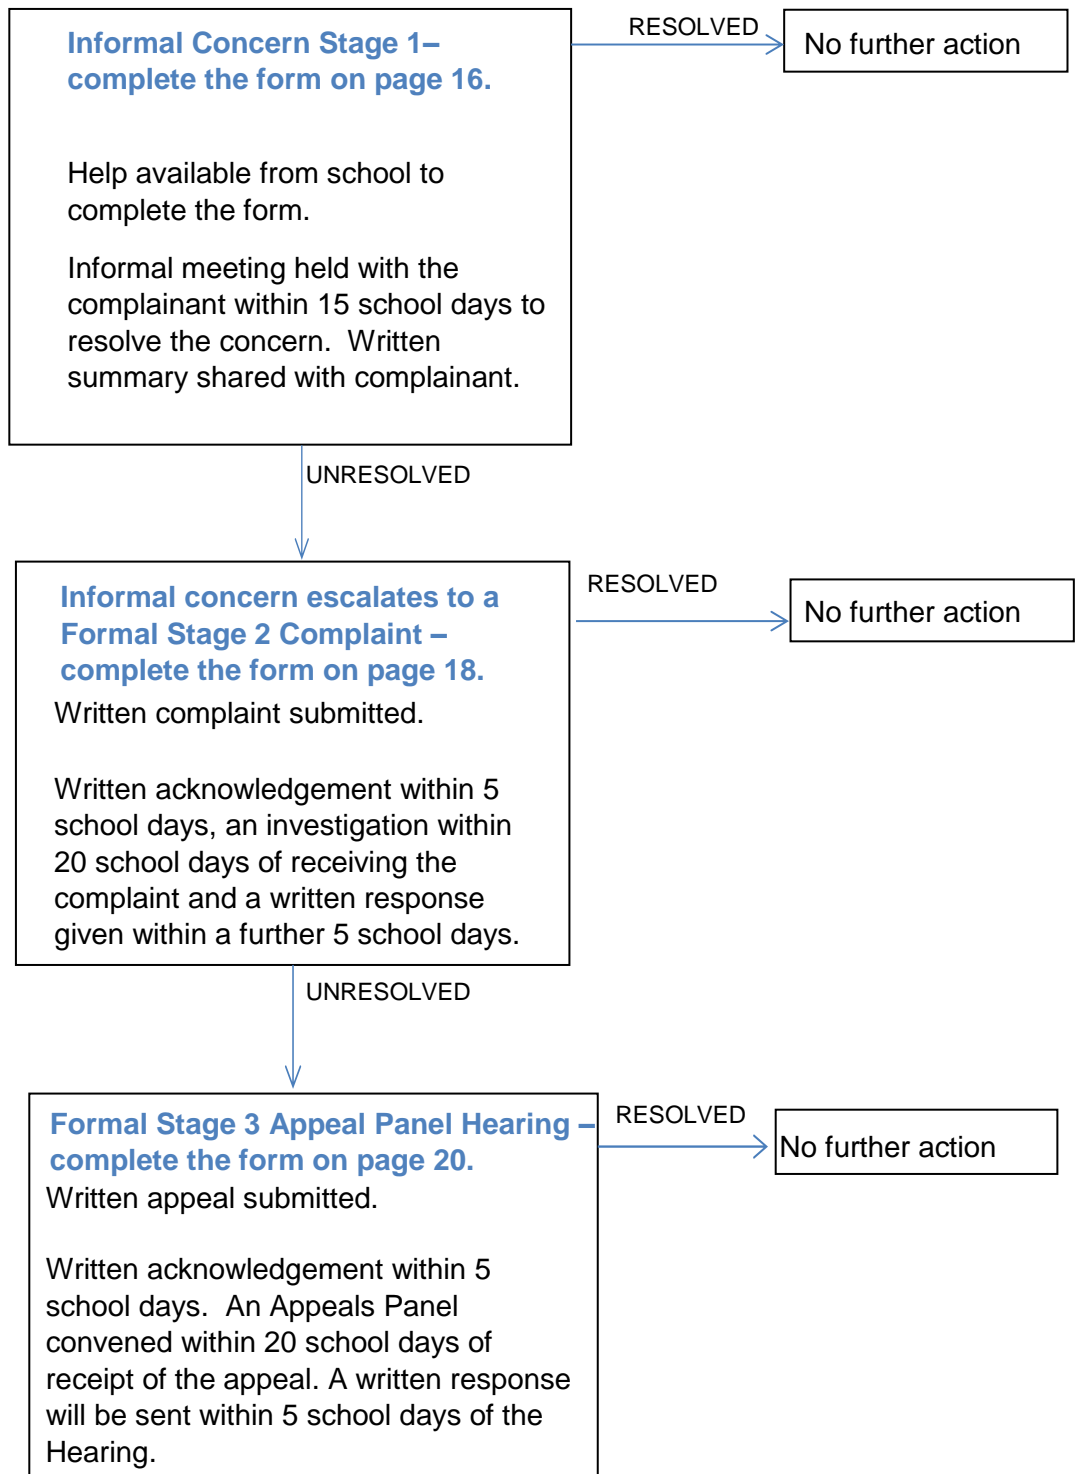 Informal Concern Stage 1–
complete the form on page 16.
RESOLVED
No further action
Help available from school to
complete the form.
Informal meeting held with the
complainant within 15 school days to
resolve the concern.  Written
summary shared with complainant.
UNRESOLVED
Informal concern escalates to a
Formal Stage 2 Complaint –
complete the form on page 18.
RESOLVED
No further action
Written complaint submitted.
Written acknowledgement within 5
school days, an investigation within
20 school days of receiving the
complaint and a written response
given within a further 5 school days.
UNRESOLVED
Formal Stage 3 Appeal Panel Hearing –
complete the form on page 20.
RESOLVED
No further action
Written appeal submitted.
Written acknowledgement within 5
school days.  An Appeals Panel
convened within 20 school days of
receipt of the appeal. A written response
will be sent within 5 school days of the
Hearing.